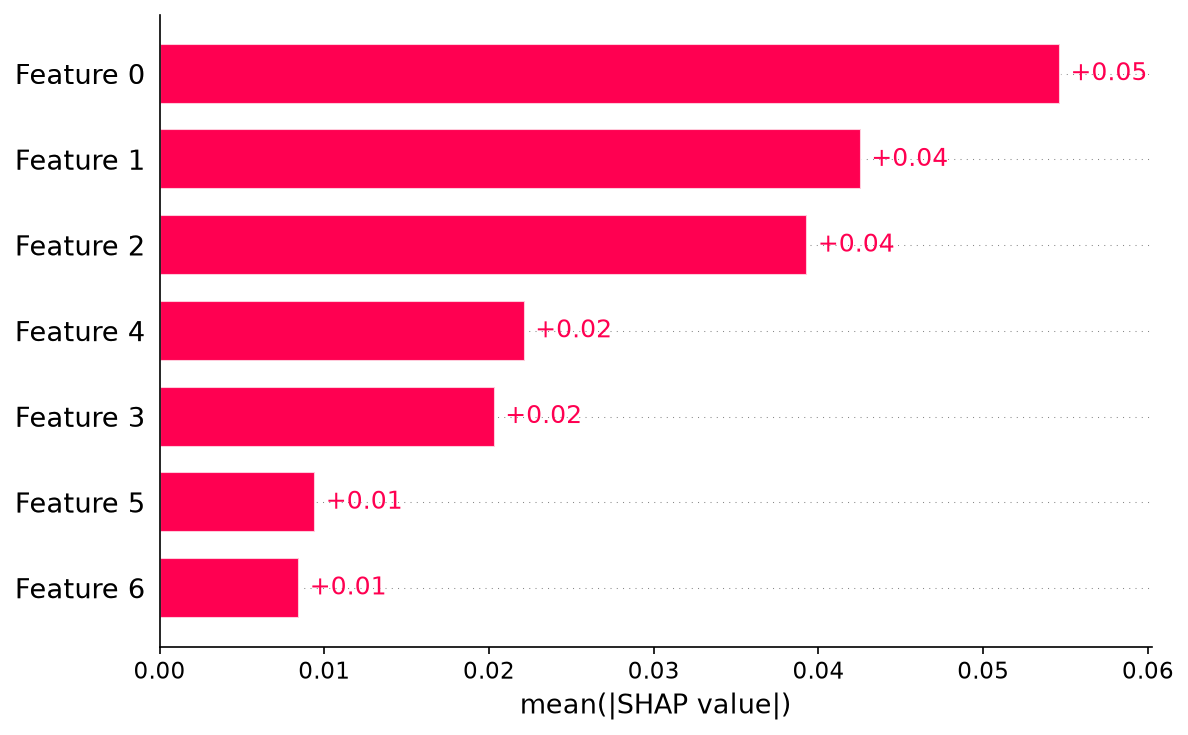 Feature 0 +0.05
Feature 1 +0.04
Feature 2 +0.04
Feature 4 +0.02
Feature 3 +0.02
Feature 5 +0.01
Feature 6 +0.01
0.00 0.01 0.02 0.03 0.04 0.05 0.06
mean(|SHAP value|)